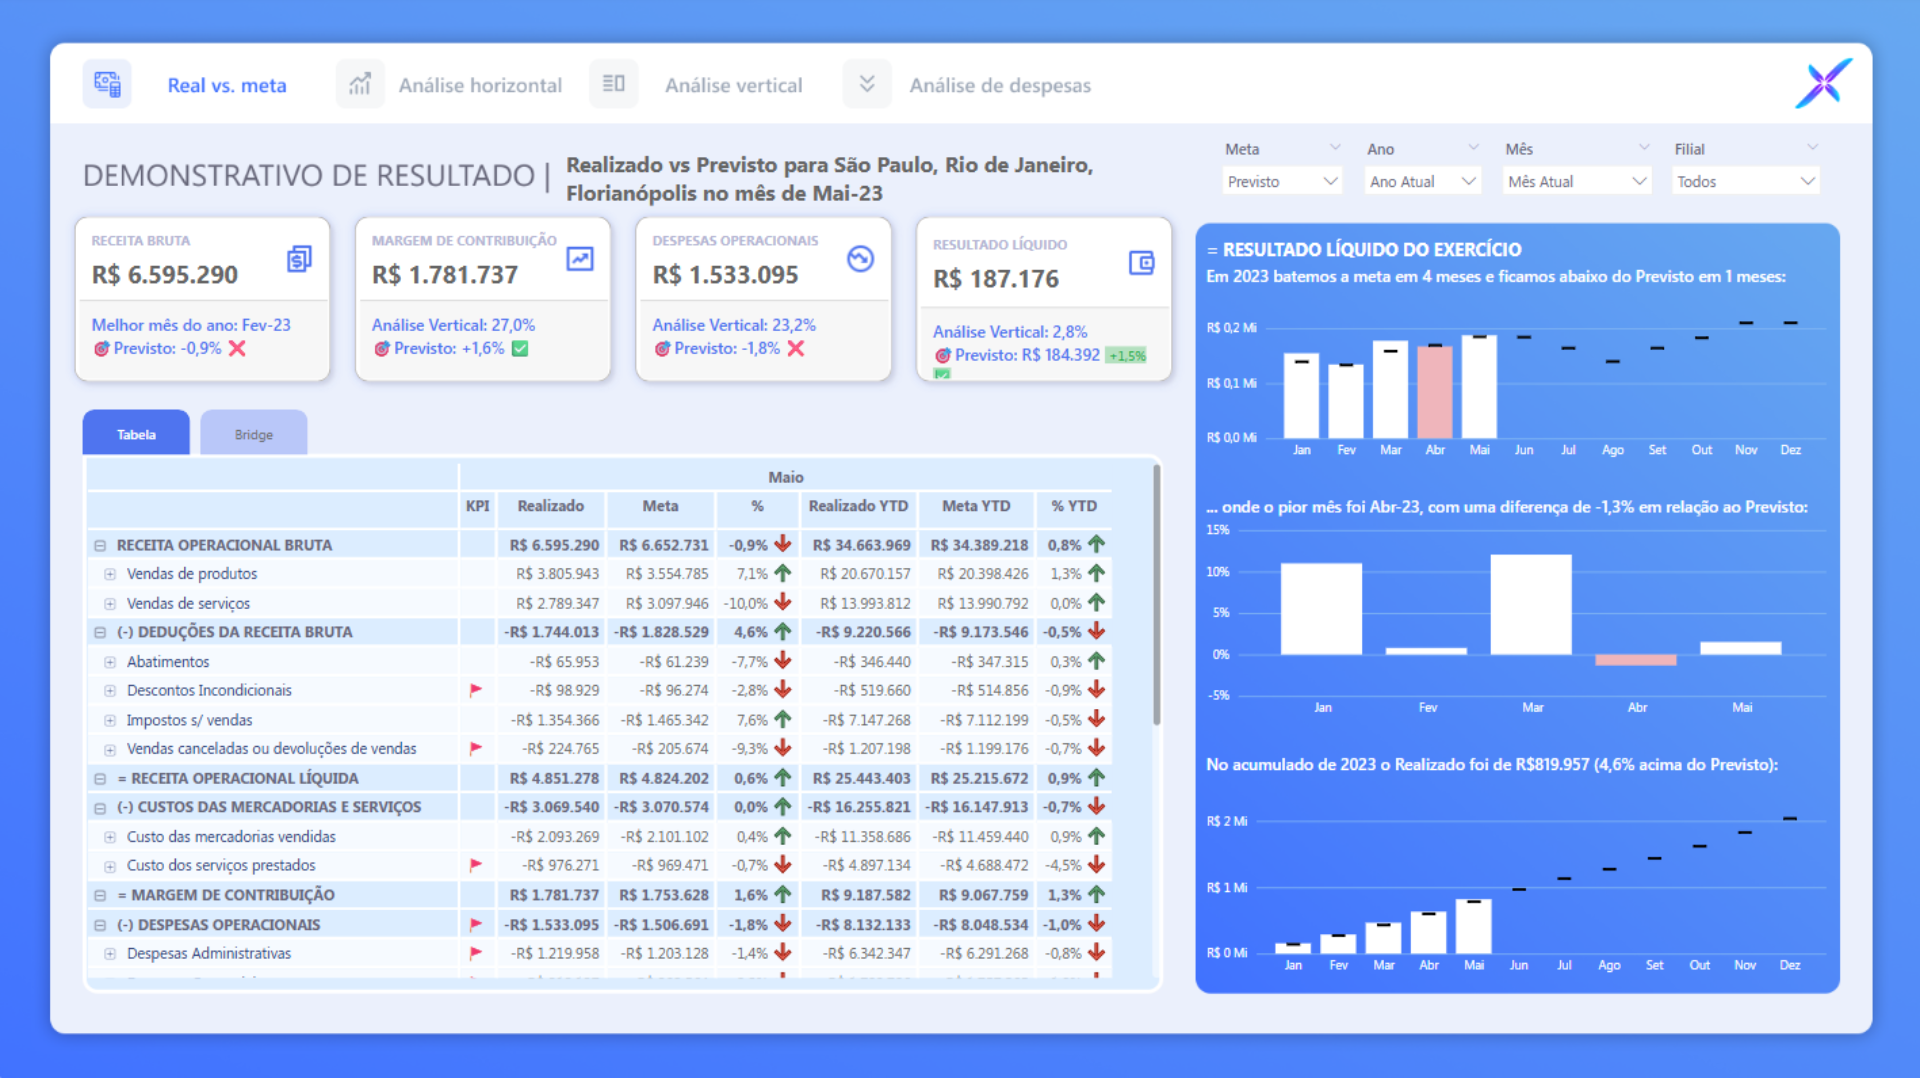 Real vs. meta
Análise horizontal
Análise vertical
Análise de despesas
DEMONSTRATIVO DE RESULTADO |
Realizado vs Previsto para São Paulo, Rio de Janeiro,
Florianópolis no mês de Mai-23
Meta
Ano
Mês
Filial
Previsto
Ano Atual
Mês Atual
Todos
RECEITA BRUTA
R$ 6.595.290
Melhor mês do ano: Fev-23
Previsto: -0,9%
MARGEM DE CONTRIBUIÇÃO
R$ 1.781.737
Análise Vertical: 27,0%
Previsto: +1,6%
DESPESAS OPERACIONAIS
R$ 1.533.095
Análise Vertical: 23,2%
Previsto: -1,8%
RESULTADO LÍQUIDO
R$ 187.176
Análise Vertical: 2,8%
Previsto: R$ 184.392 +1,5%
Tabela
Bridge
Maio
KPI Realizado Meta % Realizado YTD Meta YTD % YTD
RECEITA OPERACIONAL BRUTA R$ 6.595.290 R$ 6.652.731 -0,9% R$ 34.663.969 R$ 34.389.218 0,8%
Vendas de produtos R$ 3.805.943 R$ 3.554.785 7,1% R$ 20.670.157 R$ 20.398.426 1,3%
Vendas de serviços R$ 2.789.347 R$ 3.097.946 -10,0% R$ 13.993.812 R$ 13.990.792 0,0%
(-) DEDUÇÕES DA RECEITA BRUTA -R$ 1.744.013 -R$ 1.828.529 4,6% -R$ 9.220.566 -R$ 9.173.546 -0,5%
Abatimentos -R$ 65.953 -R$ 61.239 -7,7% -R$ 346.440 -R$ 347.315 0,3%
Descontos Incondicionais -R$ 98.929 -R$ 96.274 -2,8% -R$ 519.660 -R$ 514.856 -0,9%
Impostos s/ vendas -R$ 1.354.366 -R$ 1.465.342 7,6% -R$ 7.147.268 -R$ 7.112.199 -0,5%
Vendas canceladas ou devoluções de vendas -R$ 224.765 -R$ 205.674 -9,3% -R$ 1.207.198 -R$ 1.199.176 -0,7%
= RECEITA OPERACIONAL LÍQUIDA R$ 4.851.278 R$ 4.824.202 0,6% R$ 25.443.403 R$ 25.215.672 0,9%
(-) CUSTOS DAS MERCADORIAS E SERVIÇOS -R$ 3.069.540 -R$ 3.070.574 0,0% -R$ 16.255.821 -R$ 16.147.913 -0,7%
Custo das mercadorias vendidas -R$ 2.093.269 -R$ 2.101.102 0,4% -R$ 11.358.686 -R$ 11.459.440 0,9%
Custo dos serviços prestados -R$ 976.271 -R$ 969.471 -0,7% -R$ 4.897.134 -R$ 4.688.472 -4,5%
= MARGEM DE CONTRIBUIÇÃO R$ 1.781.737 R$ 1.753.628 1,6% R$ 9.187.582 R$ 9.067.759 1,3%
(-) DESPESAS OPERACIONAIS -R$ 1.533.095 -R$ 1.506.691 -1,8% -R$ 8.132.133 -R$ 8.048.534 -1,0%
Despesas Administrativas -R$ 1.219.958 -R$ 1.203.128 -1,4% -R$ 6.342.347 -R$ 6.291.268 -0,8%
= RESULTADO LÍQUIDO DO EXERCÍCIO
Em 2023 batemos a meta em 4 meses e ficamos abaixo do Previsto em 1 meses:
R$ 0,2 Mi
R$ 0,1 Mi
R$ 0,0 Mi
Jan Fev Mar Abr Mai Jun Jul Ago Set Out Nov Dez
... onde o pior mês foi Abr-23, com uma diferença de -1,3% em relação ao Previsto:
15%
10%
5%
0%
-5%
Jan Fev Mar Abr Mai
No acumulado de 2023 o Realizado foi de R$819.957 (4,6% acima do Previsto):
R$ 2 Mi
R$ 1 Mi
R$ 0 Mi
Jan Fev Mar Abr Mai Jun Jul Ago Set Out Nov Dez